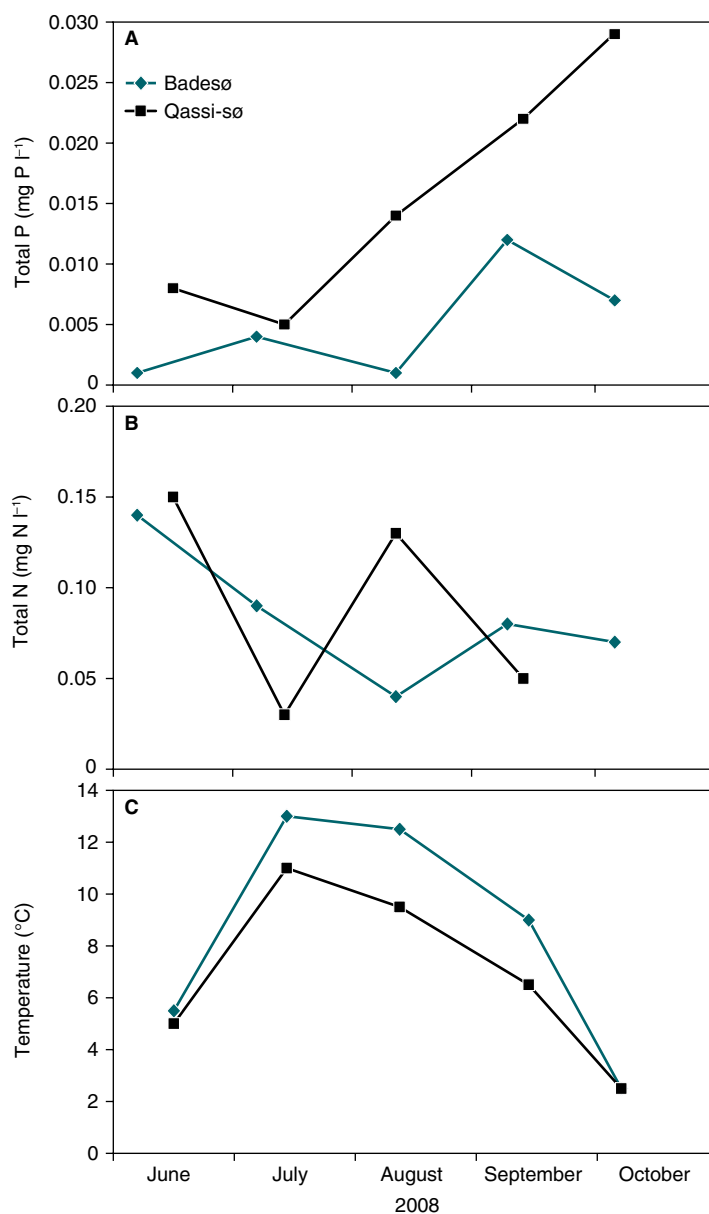 A
Badesø
Qassi-sø
Total P (mg P l⁻¹)
0.030
0.025
0.020
0.015
0.010
0.005
0
B
Total N (mg N l⁻¹)
0.20
0.15
0.10
0.05
0
C
Temperature (°C)
14
12
10
8
6
4
2
0
June July August September October
2008